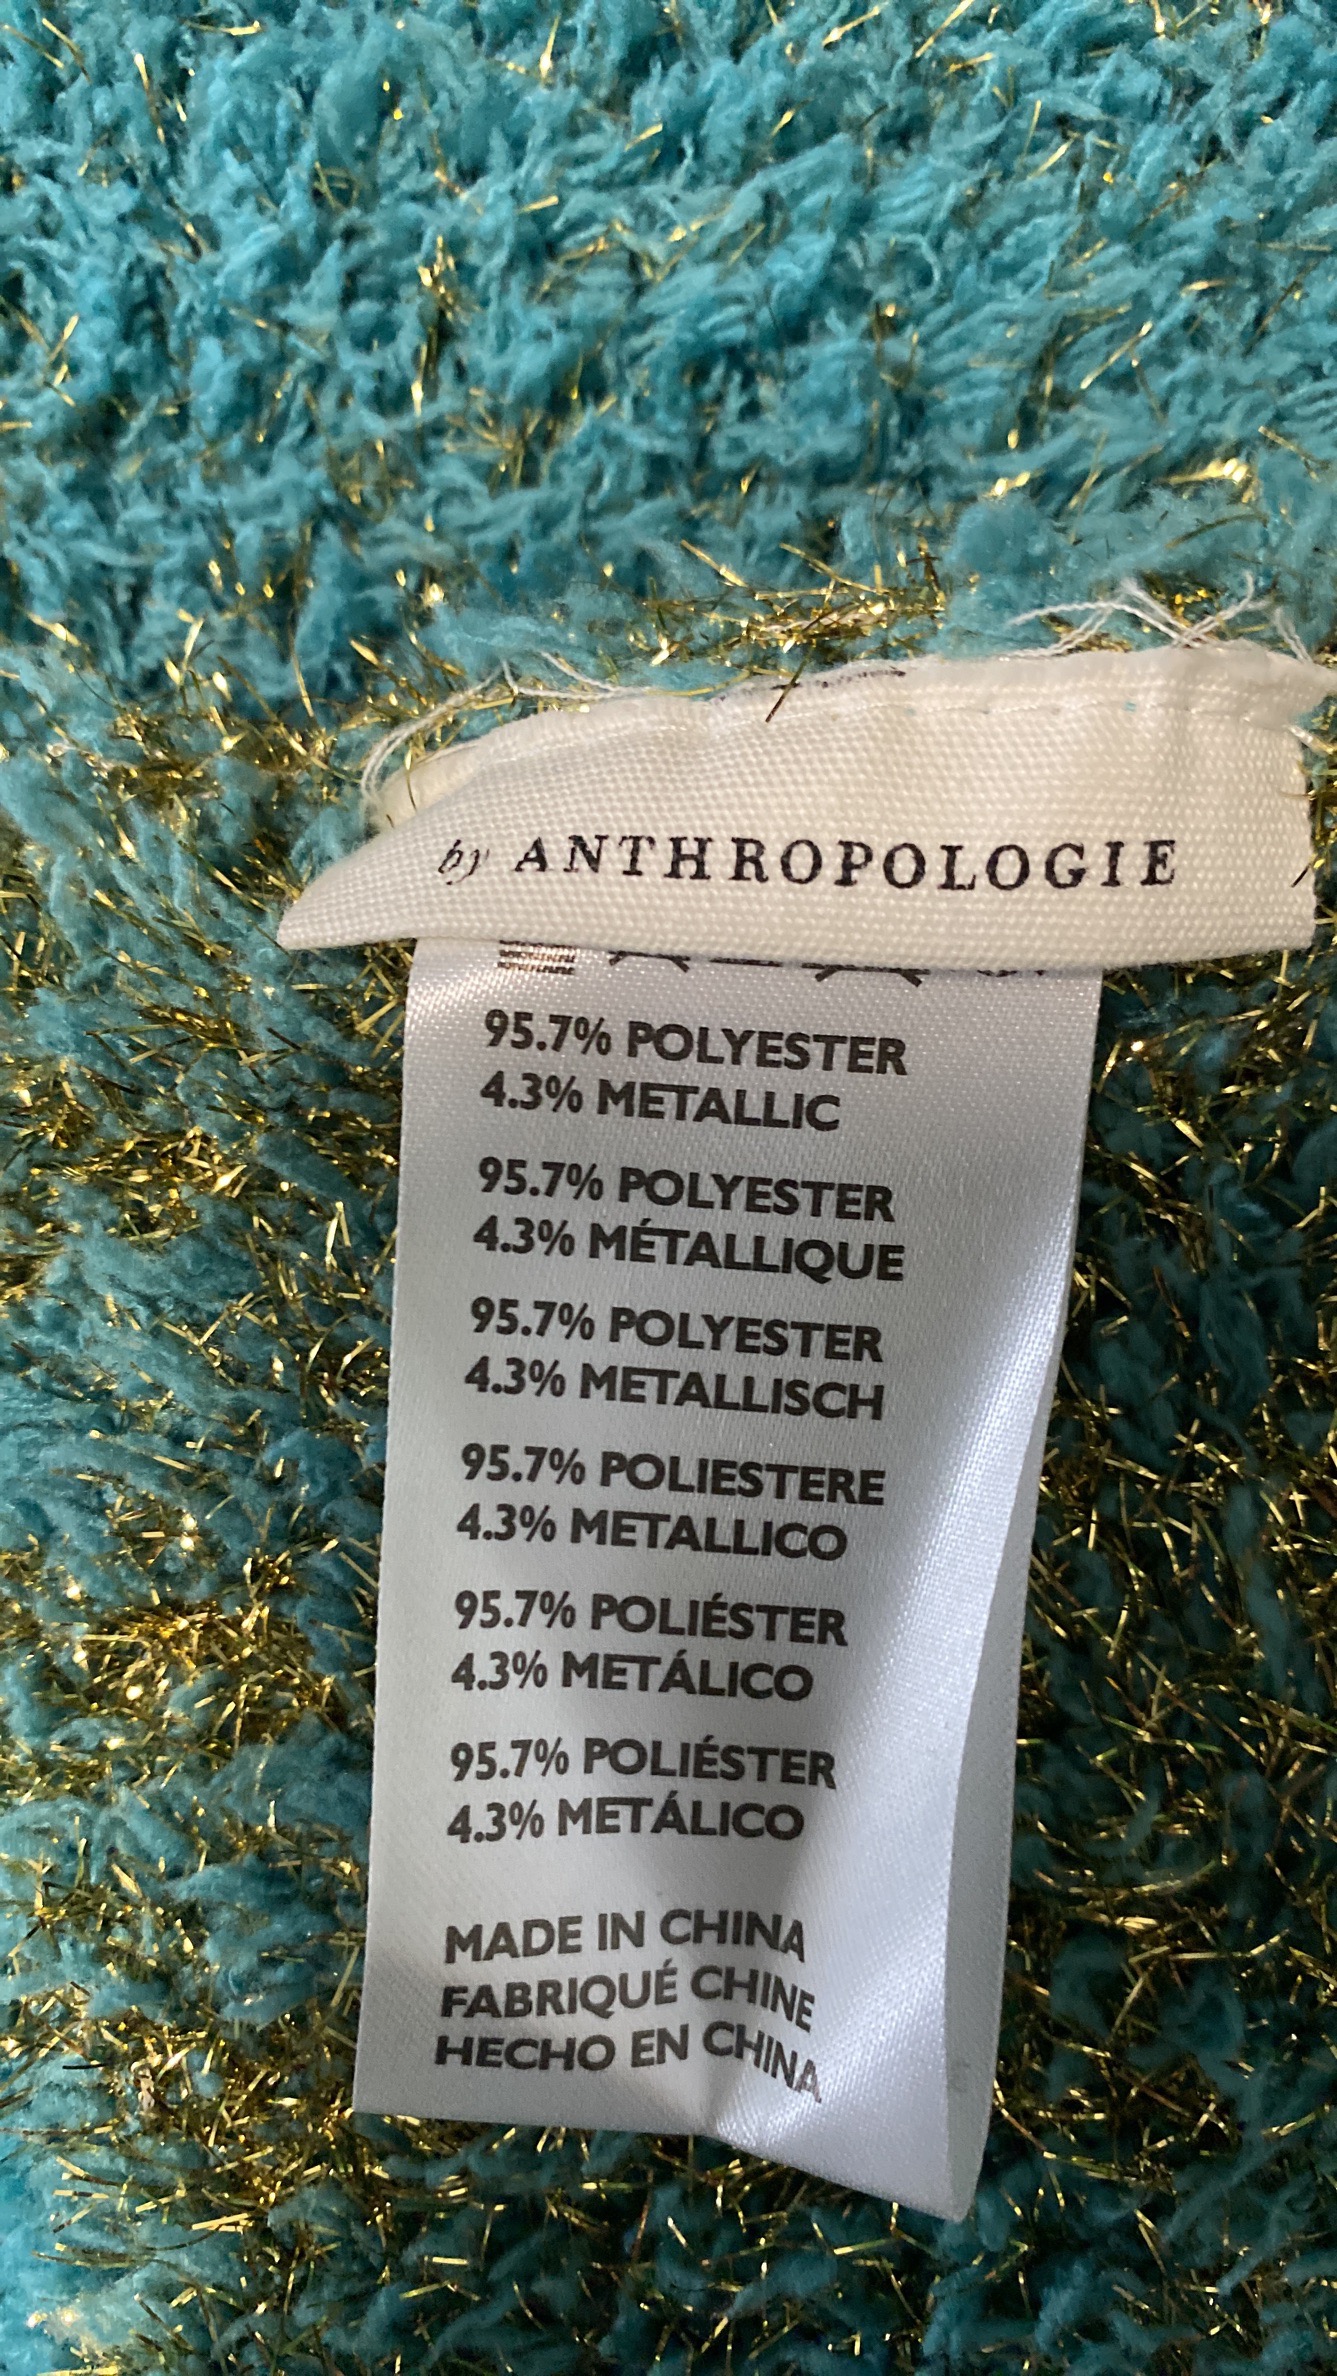 by ANTHROPOLOGIE
95.7% POLYESTER
4.3% METALLIC
95.7% POLYESTER
4.3% MÉTALLIQUE
95.7% POLYESTER
4.3% METALLISCH
95.7% POLIESTERE
4.3% METALLICO
95.7% POLIÉSTER
4.3% METÁLICO
95.7% POLIÉSTER
4.3% METÁLICO
MADE IN CHINA
FABRIQUÉ CHINE
HECHO EN CHINA